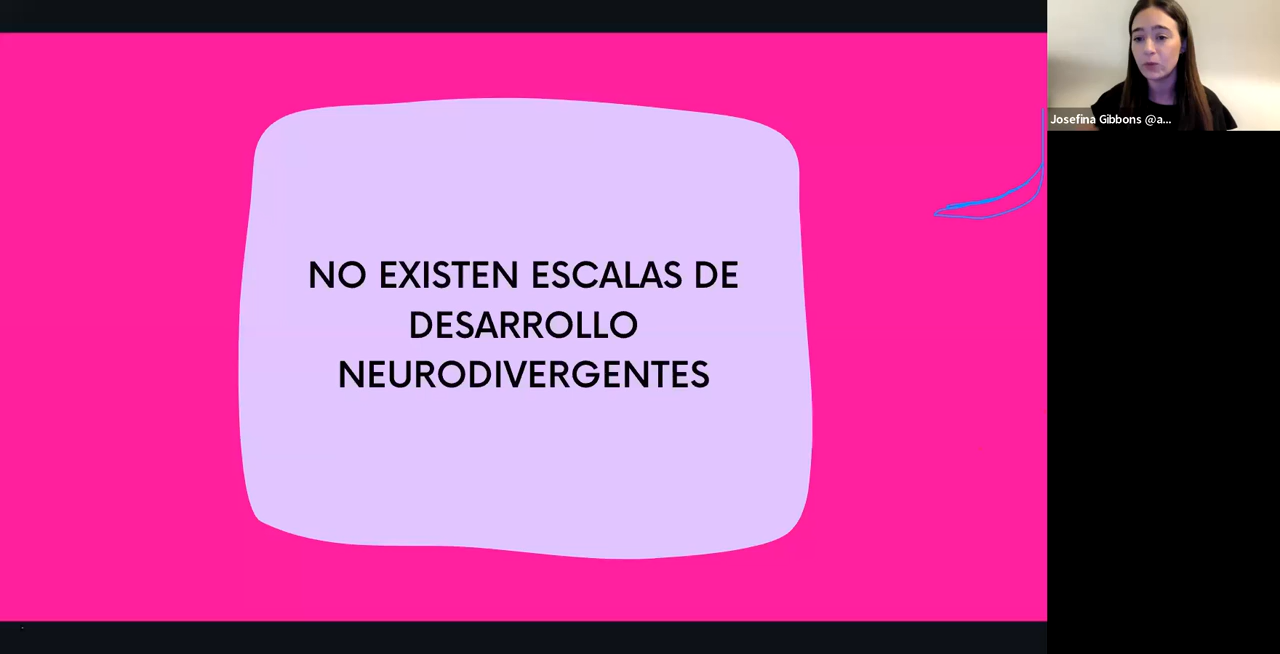 NO EXISTEN ESCALAS DE
DESARROLLO
NEURODIVERGENTES
Josefina Gibbons @a...